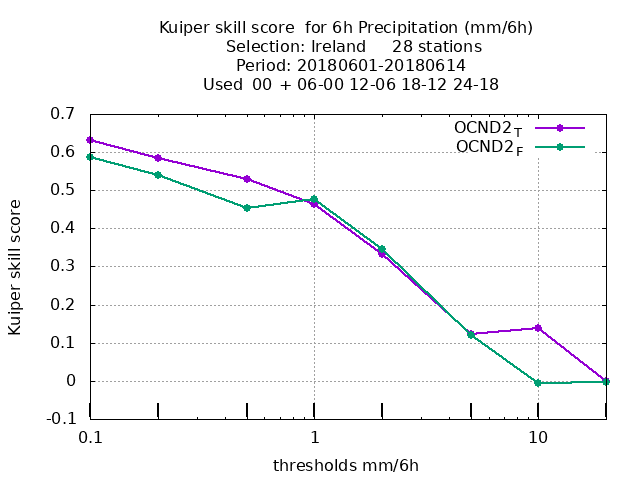 Kuiper skill score  for 6h Precipitation (mm/6h)
Selection: Ireland     28 stations
Period: 20180601-20180614
Used  00  + 06-00 12-06 18-12 24-18
OCND2T
OCND2F
0.7
0.6
0.5
0.4
0.3
0.2
0.1
0
-0.1
Kuiper skill score
0.1 1 10
thresholds mm/6h